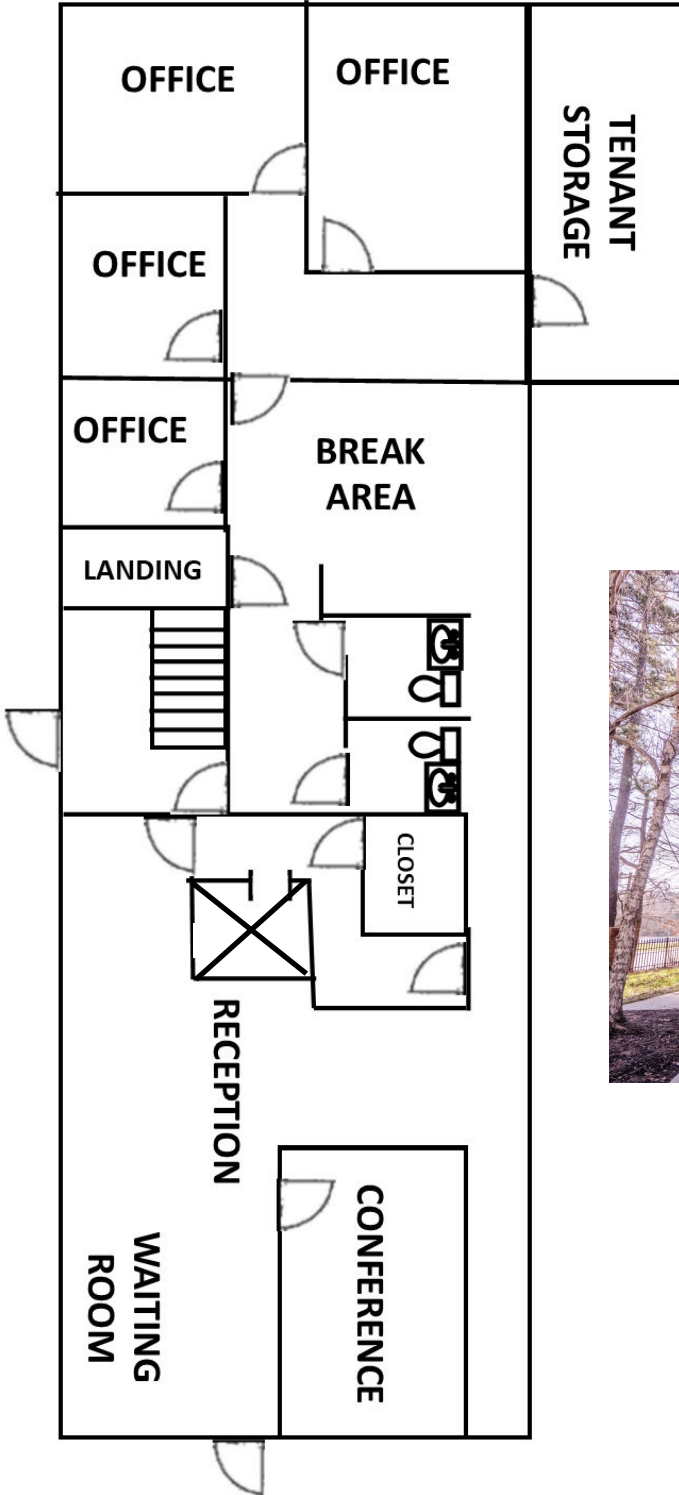 OFFICE
OFFICE
TENANT
STORAGE
OFFICE
OFFICE
BREAK
AREA
LANDING
CLOSET
RECEPTION
CONFERENCE
WAITING
ROOM